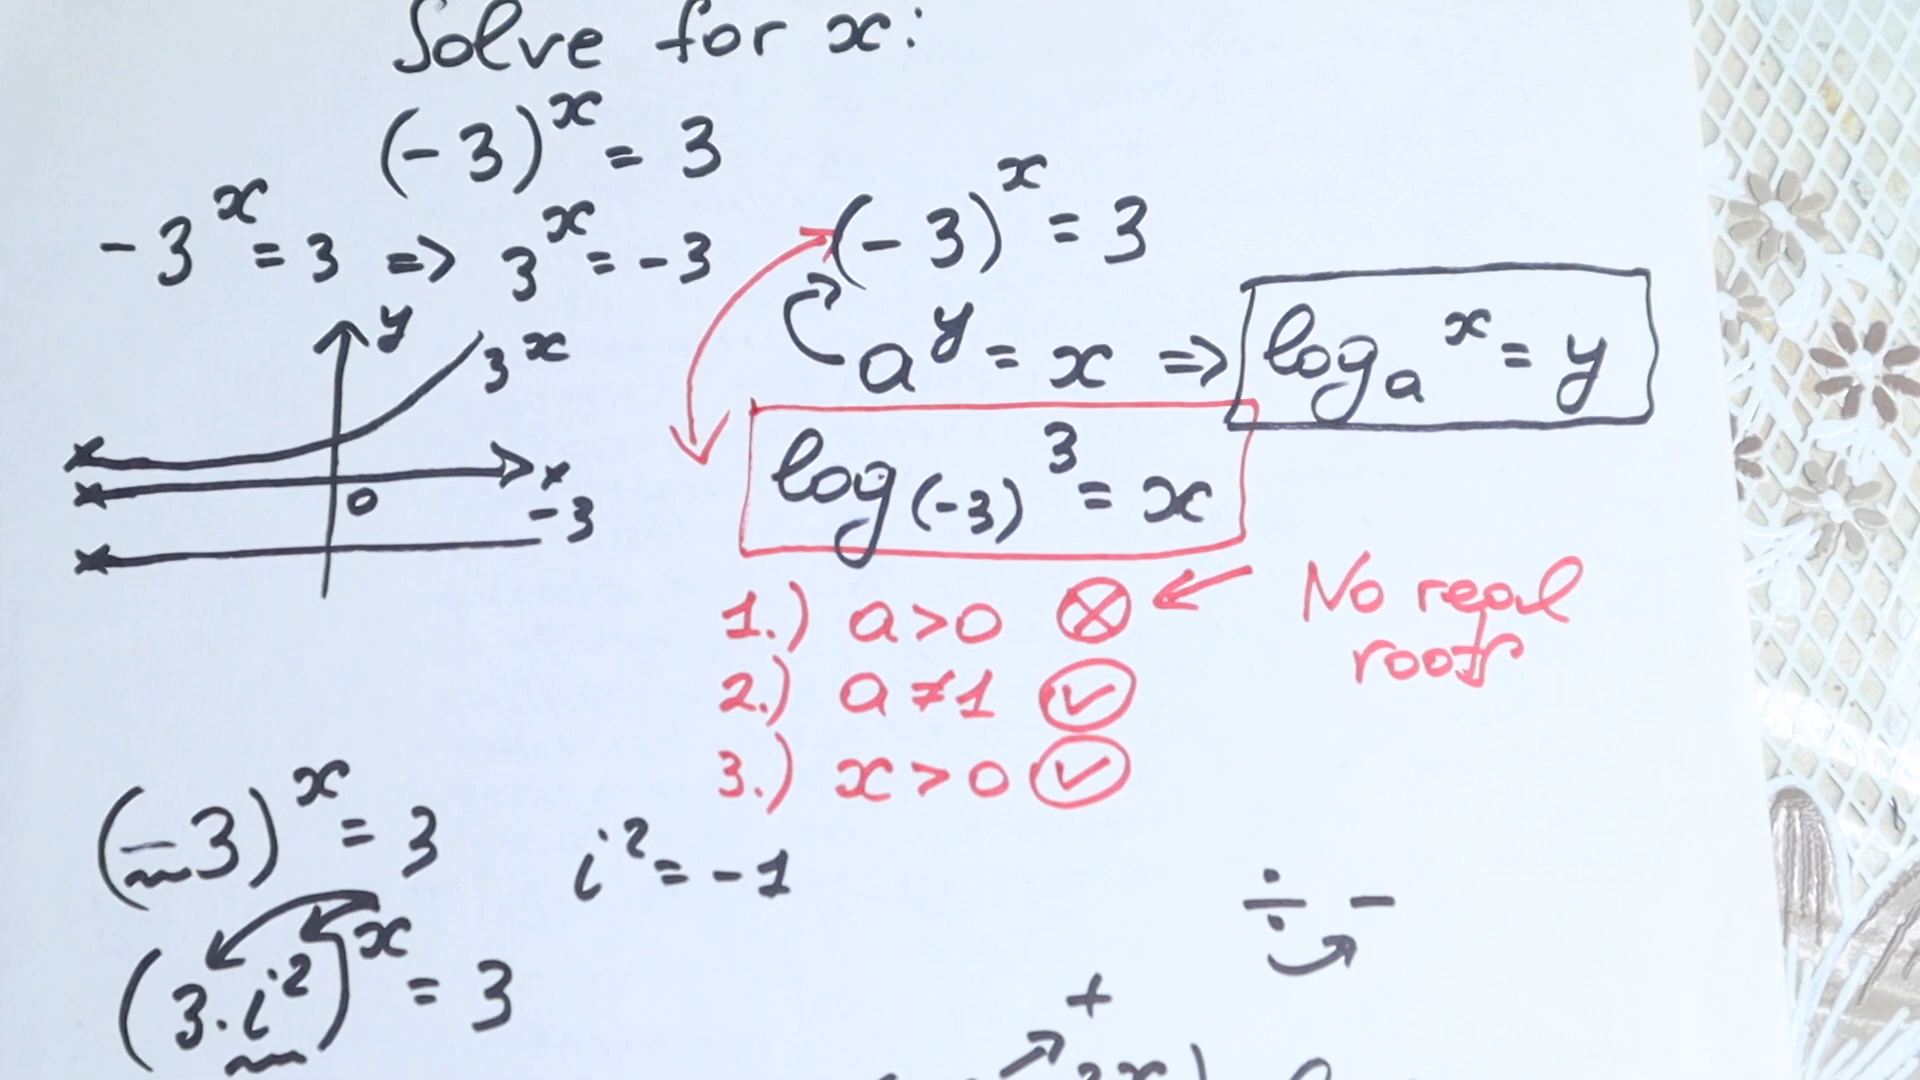 Solve for x:
(-3)^x = 3
-3^x = 3 => 3^x = -3
y
3^x
x
0
-3
(-3)^x = 3
a^y = x => log_a^x = y
log_(-3)^3 = x
1.) a>0
2.) a≠1
3.) x>0
No real
roots
(-3)^x = 3
i^2 = -1
(3·i^2)^x = 3
÷ -
+